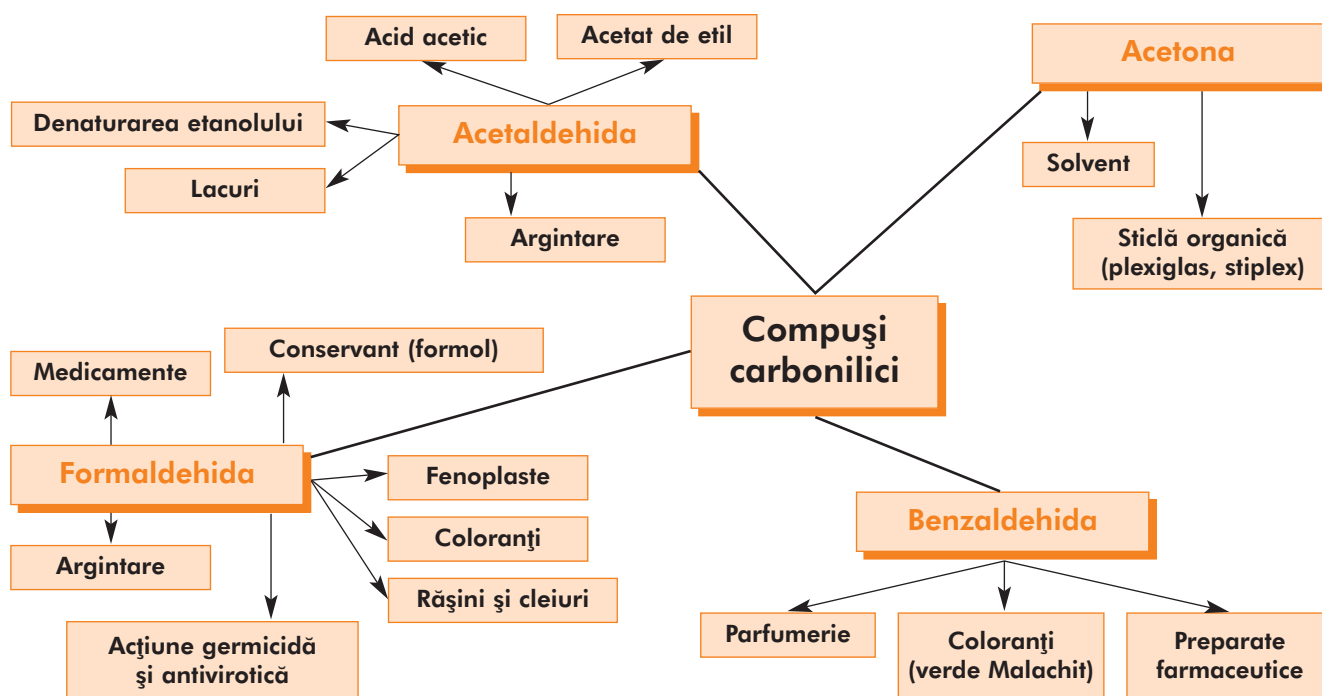 Acid acetic
Acetat de etil
Acetona
Denaturarea etanolului
Acetaldehida
Solvent
Lacuri
Argintare
Sticlă organică
(plexiglas, stiplex)
Compuşi
carbonilici
Conservant (formol)
Medicamente
Formaldehida
Fenoplaste
Benzaldehida
Coloranţi
Argintare
Răşini şi cleiuri
Acţiune germicidă
şi antivirotică
Parfumerie
Coloranţi
(verde Malachit)
Preparate
farmaceutice